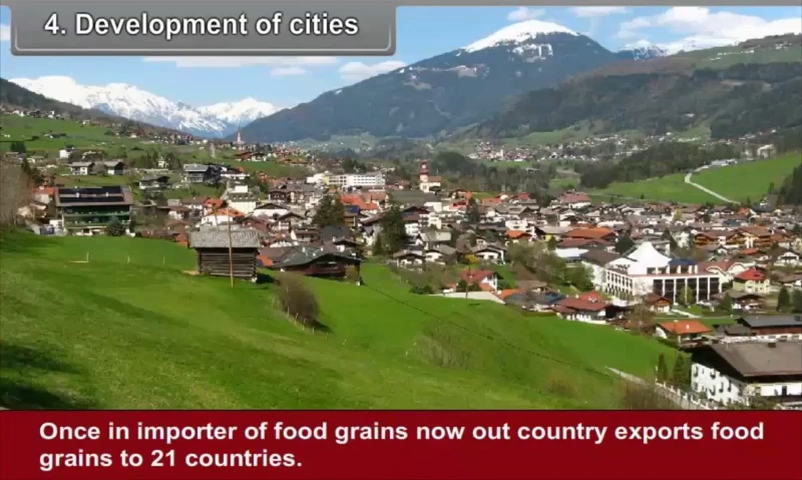 4. Development of cities
Once in importer of food grains now out country exports food
grains to 21 countries.